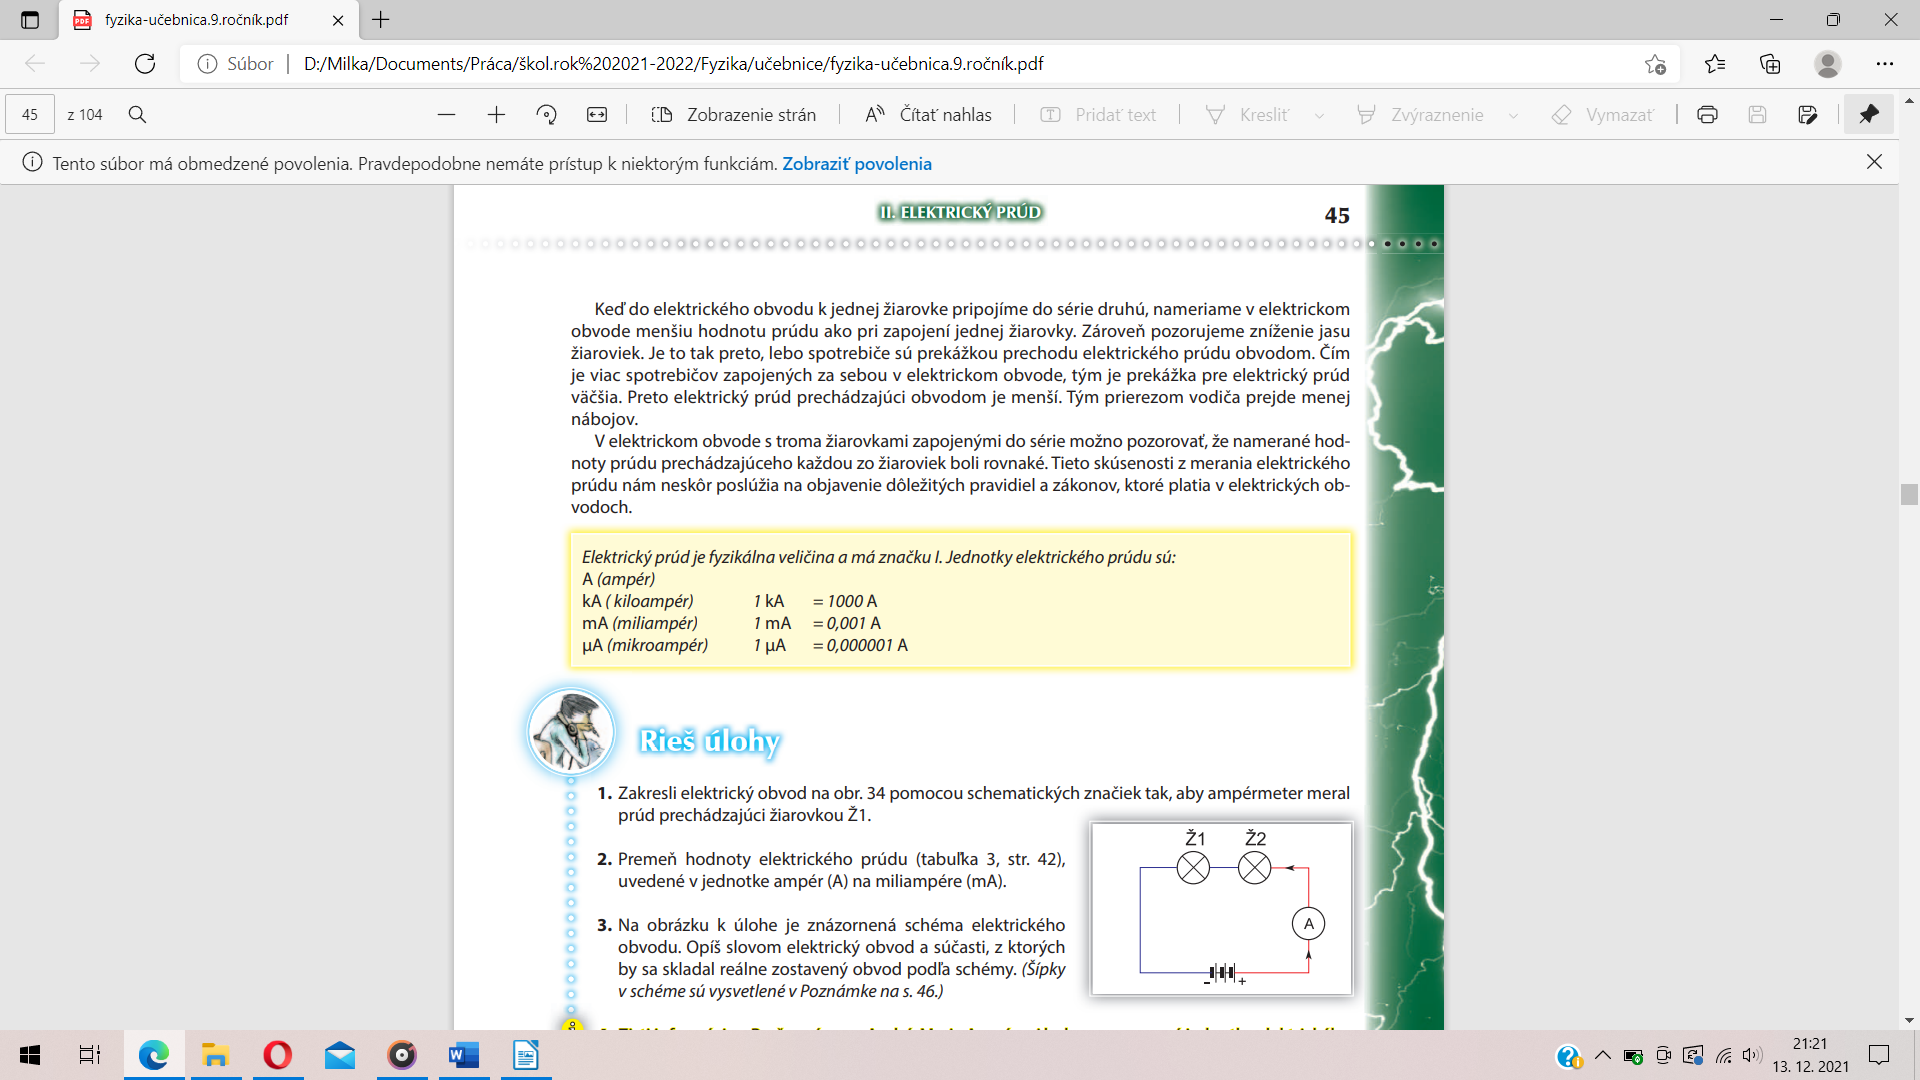 fyzika-učebnica.9.ročník.pdf
Súbor
D:/Milka/Documents/Práca/škol.rok%202021-2022/Fyzika/učebnice/fyzika-učebnica.9.ročník.pdf
45 z 104
Zobrazenie strán
Čítať nahlas
Pridať text
Kresliť
Zvýraznenie
Vymazať
Tento súbor má obmedzené povolenia. Pravdepodobne nemáte prístup k niektorým funkciám. Zobraziť povolenia
II. ELEKTRICKÝ PRÚD
45
Keď do elektrického obvodu k jednej žiarovke pripojíme do série druhú, nameriame v elektrickom
obvode menšiu hodnotu prúdu ako pri zapojení jednej žiarovky. Zároveň pozorujeme zníženie jasu
žiaroviek. Je to tak preto, lebo spotrebiče sú prekážkou prechodu elektrického prúdu obvodom. Čím
je viac spotrebičov zapojených za sebou v elektrickom obvode, tým je prekážka pre elektrický prúd
väčšia. Preto elektrický prúd prechádzajúci obvodom je menší. Tým prierezom vodiča prejde menej
nábojov.
V elektrickom obvode s troma žiarovkami zapojenými do série možno pozorovať, že namerané hod-
noty prúdu prechádzajúceho každou zo žiaroviek boli rovnaké. Tieto skúsenosti z merania elektrického
prúdu nám neskôr poslúžia na objavenie dôležitých pravidiel a zákonov, ktoré platia v elektrických ob-
vodoch.
Elektrický prúd je fyzikálna veličina a má značku I. Jednotky elektrického prúdu sú:
A (ampér)
kA ( kiloampér) 1 kA = 1000 A
mA (miliampér) 1 mA = 0,001 A
µA (mikroampér) 1 µA = 0,000001 A
Rieš úlohy
1. Zakresli elektrický obvod na obr. 34 pomocou schematických značiek tak, aby ampérmeter meral
prúd prechádzajúci žiarovkou Ž1.
2. Premeň hodnoty elektrického prúdu (tabuľka 3, str. 42),
uvedené v jednotke ampér (A) na miliampére (mA).
3. Na obrázku k úlohe je znázornená schéma elektrického
obvodu. Opíš slovom elektrický obvod a súčasti, z ktorých
by sa skladal reálne zostavený obvod podľa schémy. (Šípky
v schéme sú vysvetlené v Poznámke na s. 46.)
Ž1 Ž2
A
- +
21:21
13. 12. 2021